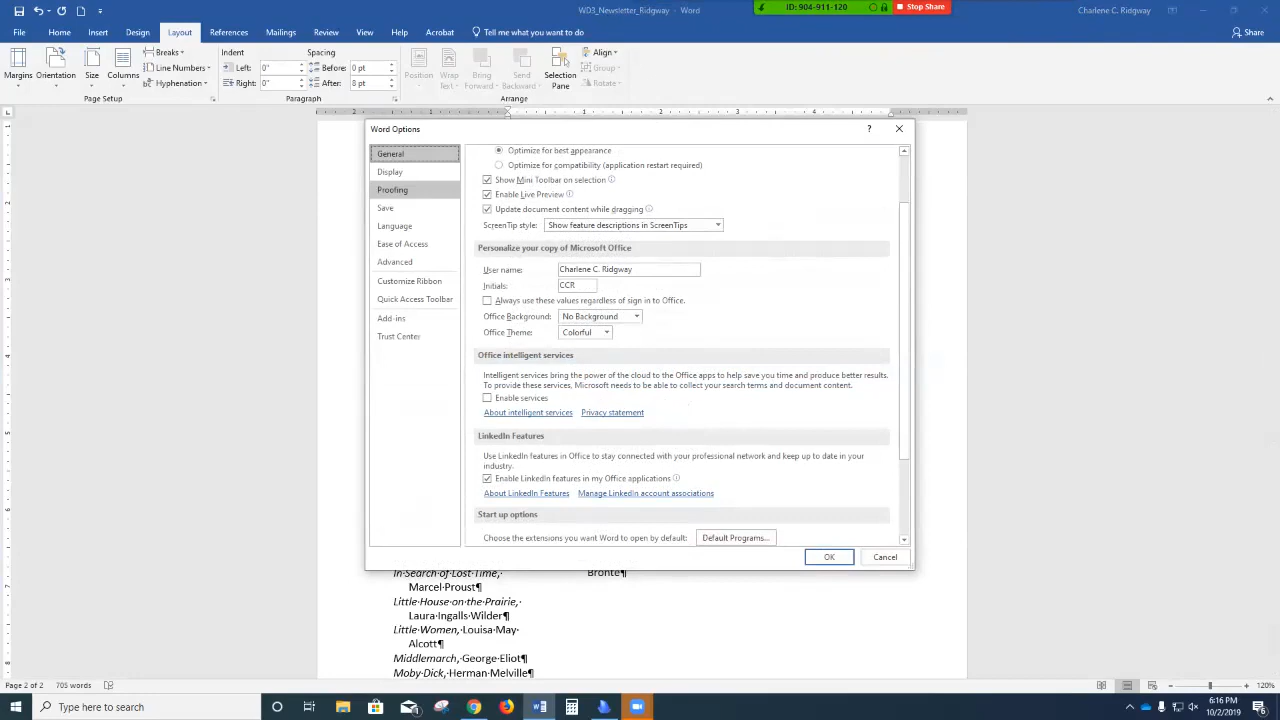 WD3_Newsletter_Ridgway - Word
ID: 904-911-120
Stop Share
Charlene C. Ridgway
File Home Insert Design Layout References Mailings Review View Help Acrobat Tell me what you want to do Share
Breaks
Line Numbers
Hyphenation
Margins Orientation Size Columns
Page Setup
Indent Spacing
Left: 0" Before: 0 pt
Right: 0" After: 8 pt
Paragraph
Position Wrap Text Bring Forward Send Backward Selection Pane
Align
Group
Rotate
Arrange
2 1 1 2 3 4
Word Options
?
General
Display
Proofing
Save
Language
Ease of Access
Advanced
Customize Ribbon
Quick Access Toolbar
Add-ins
Trust Center
Optimize for best appearance
Optimize for compatibility (application restart required)
Show Mini Toolbar on selection
Enable Live Preview
Update document content while dragging
ScreenTip style: Show feature descriptions in ScreenTips
Personalize your copy of Microsoft Office
User name: Charlene C. Ridgway
Initials: CCR
Always use these values regardless of sign in to Office.
Office Background: No Background
Office Theme: Colorful
Office intelligent services
Intelligent services bring the power of the cloud to the Office apps to help save you time and produce better results.
To provide these services, Microsoft needs to be able to collect your search terms and document content.
Enable services
About intelligent services Privacy statement
LinkedIn Features
Use LinkedIn features in Office to stay connected with your professional network and keep up to date in your
industry.
Enable LinkedIn features in my Office applications
About LinkedIn Features Manage LinkedIn account associations
Start up options
Choose the extensions you want Word to open by default: Default Programs...
OK Cancel
In·Search·of·Lost·Time,· Bronte¶
Marcel·Proust¶
Little·House·on·the·Prairie,·
Laura·Ingalls·Wilder¶
Little·Women,·Louisa·May·
Alcott¶
Middlemarch,·George·Eliot¶
Moby·Dick,·Herman·Melville¶
Page 2 of 2 705 words 120%
Type here to search
6:16 PM
10/2/2019